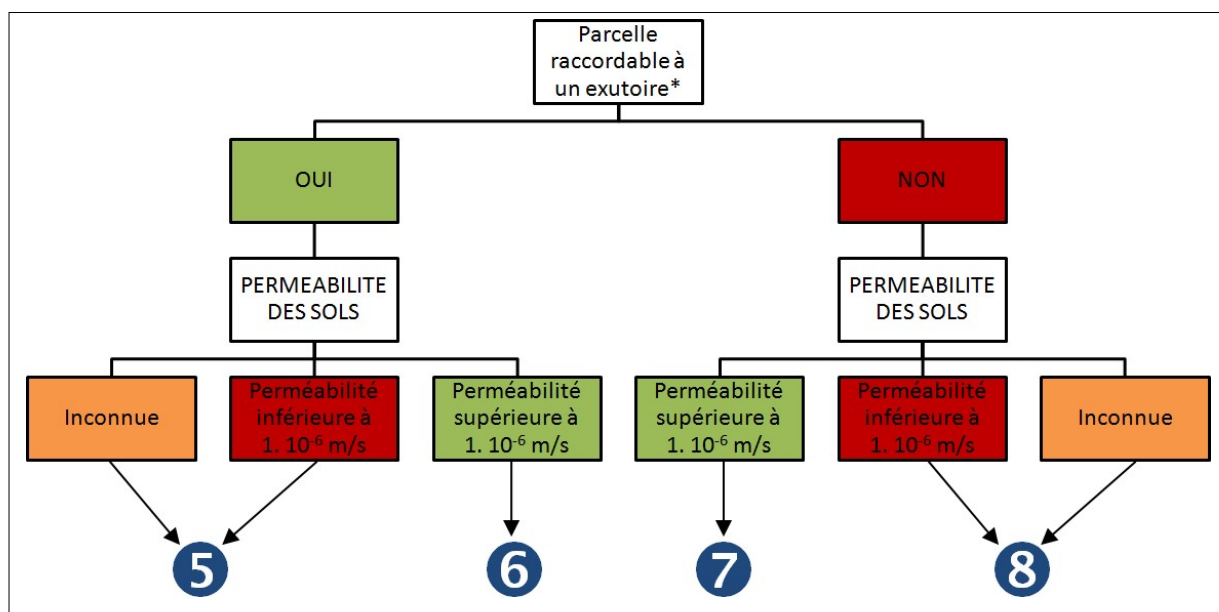 Parcelle
raccordable à
un exutoire*
OUI
NON
PERMEABILITE
DES SOLS
PERMEABILITE
DES SOLS
Inconnue
Perméabilité
inférieure à
1. 10⁻⁶ m/s
Perméabilité
supérieure à
1. 10⁻⁶ m/s
Perméabilité
supérieure à
1. 10⁻⁶ m/s
Perméabilité
inférieure à
1. 10⁻⁶ m/s
Inconnue
5
6
7
8